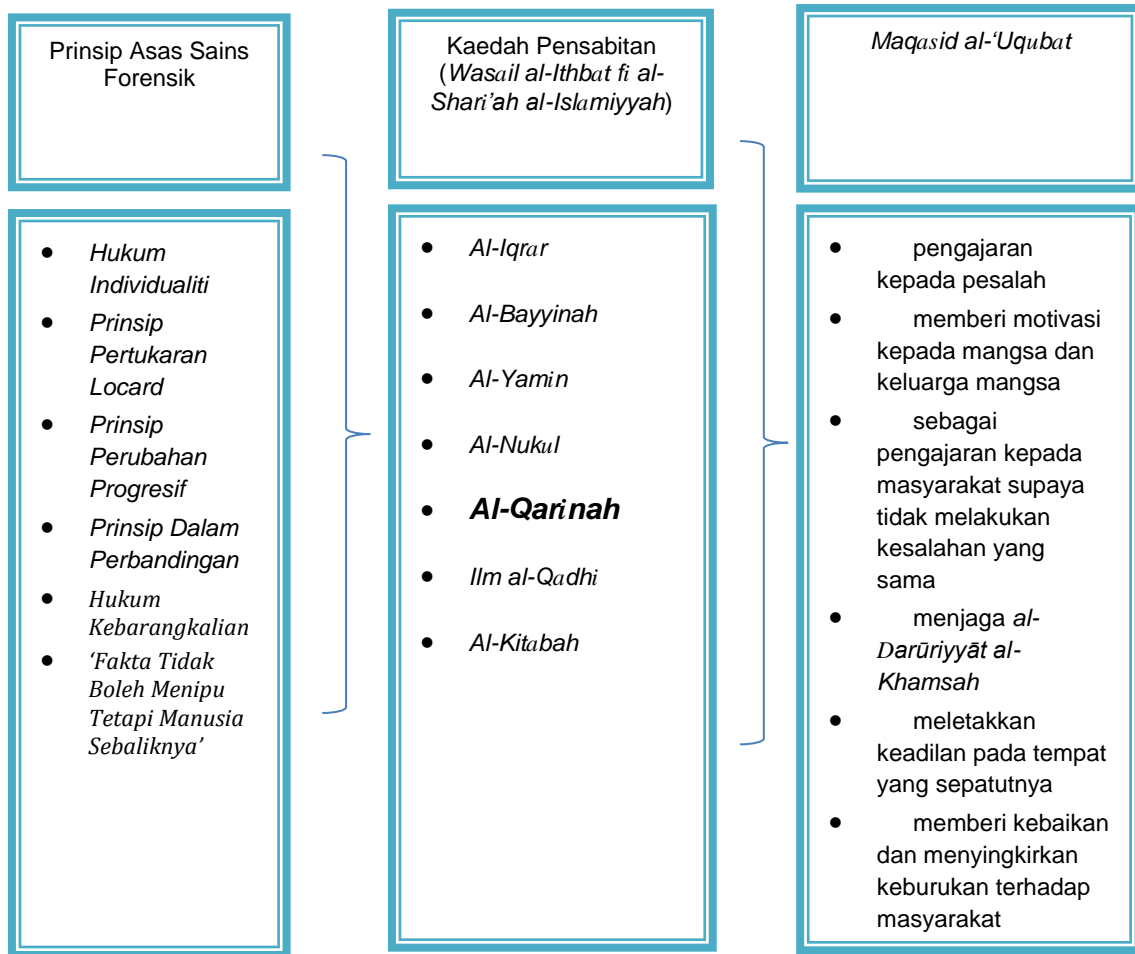 Prinsip Asas Sains
Forensik
Kaedah Pensabitan
(Wasail al-Ithbat fi al-
Shari’ah al-Islamiyyah)
Maqasid al-‘Uqubat
• Hukum
Individualiti
• Prinsip
Pertukaran
Locard
• Prinsip
Perubahan
Progresif
• Prinsip Dalam
Perbandingan
• Hukum
Kebarangkalian
• ‘Fakta Tidak
Boleh Menipu
Tetapi Manusia
Sebaliknya’
• Al-Iqrar
• Al-Bayyinah
• Al-Yamin
• Al-Nukul
• Al-Qarinah
• Ilm al-Qadhi
• Al-Kitabah
• pengajaran
kepada pesalah
• memberi motivasi
kepada mangsa dan
keluarga mangsa
• sebagai
pengajaran kepada
masyarakat supaya
tidak melakukan
kesalahan yang
sama
• menjaga al-
Darūriyyāt al-
Khamsah
• meletakkan
keadilan pada tempat
yang sepatutnya
• memberi kebaikan
dan menyingkirkan
keburukan terhadap
masyarakat